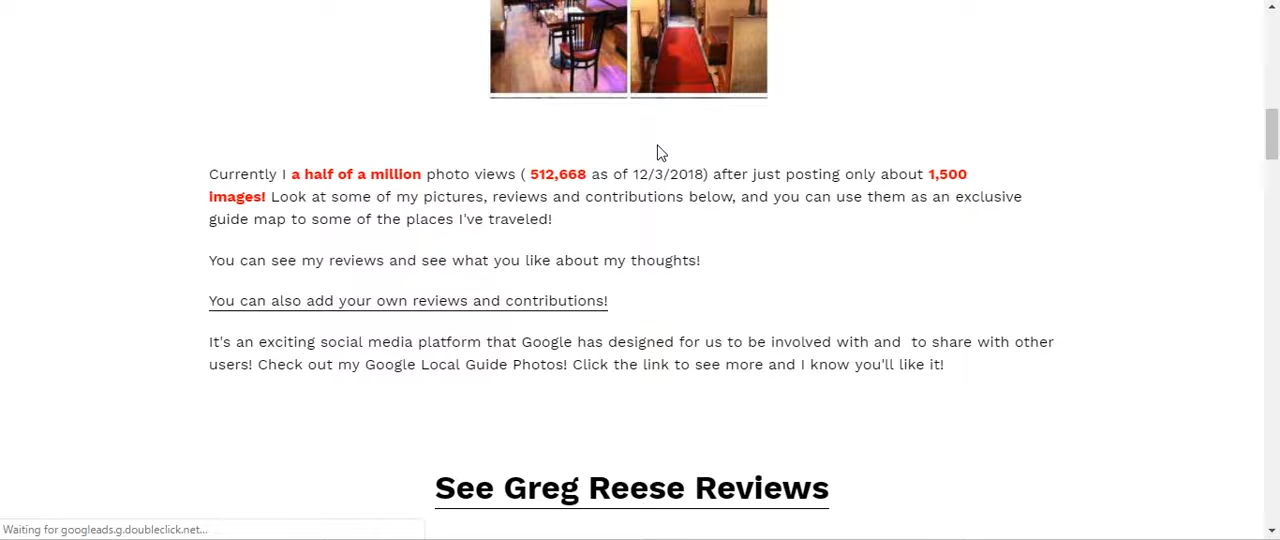 Currently I a half of a million photo views ( 512,668 as of 12/3/2018) after just posting only about 1,500
images! Look at some of my pictures, reviews and contributions below, and you can use them as an exclusive
guide map to some of the places I've traveled!
You can see my reviews and see what you like about my thoughts!
You can also add your own reviews and contributions!
It's an exciting social media platform that Google has designed for us to be involved with and  to share with other
users! Check out my Google Local Guide Photos! Click the link to see more and I know you'll like it!
See Greg Reese Reviews
Waiting for googleads.g.doubleclick.net...